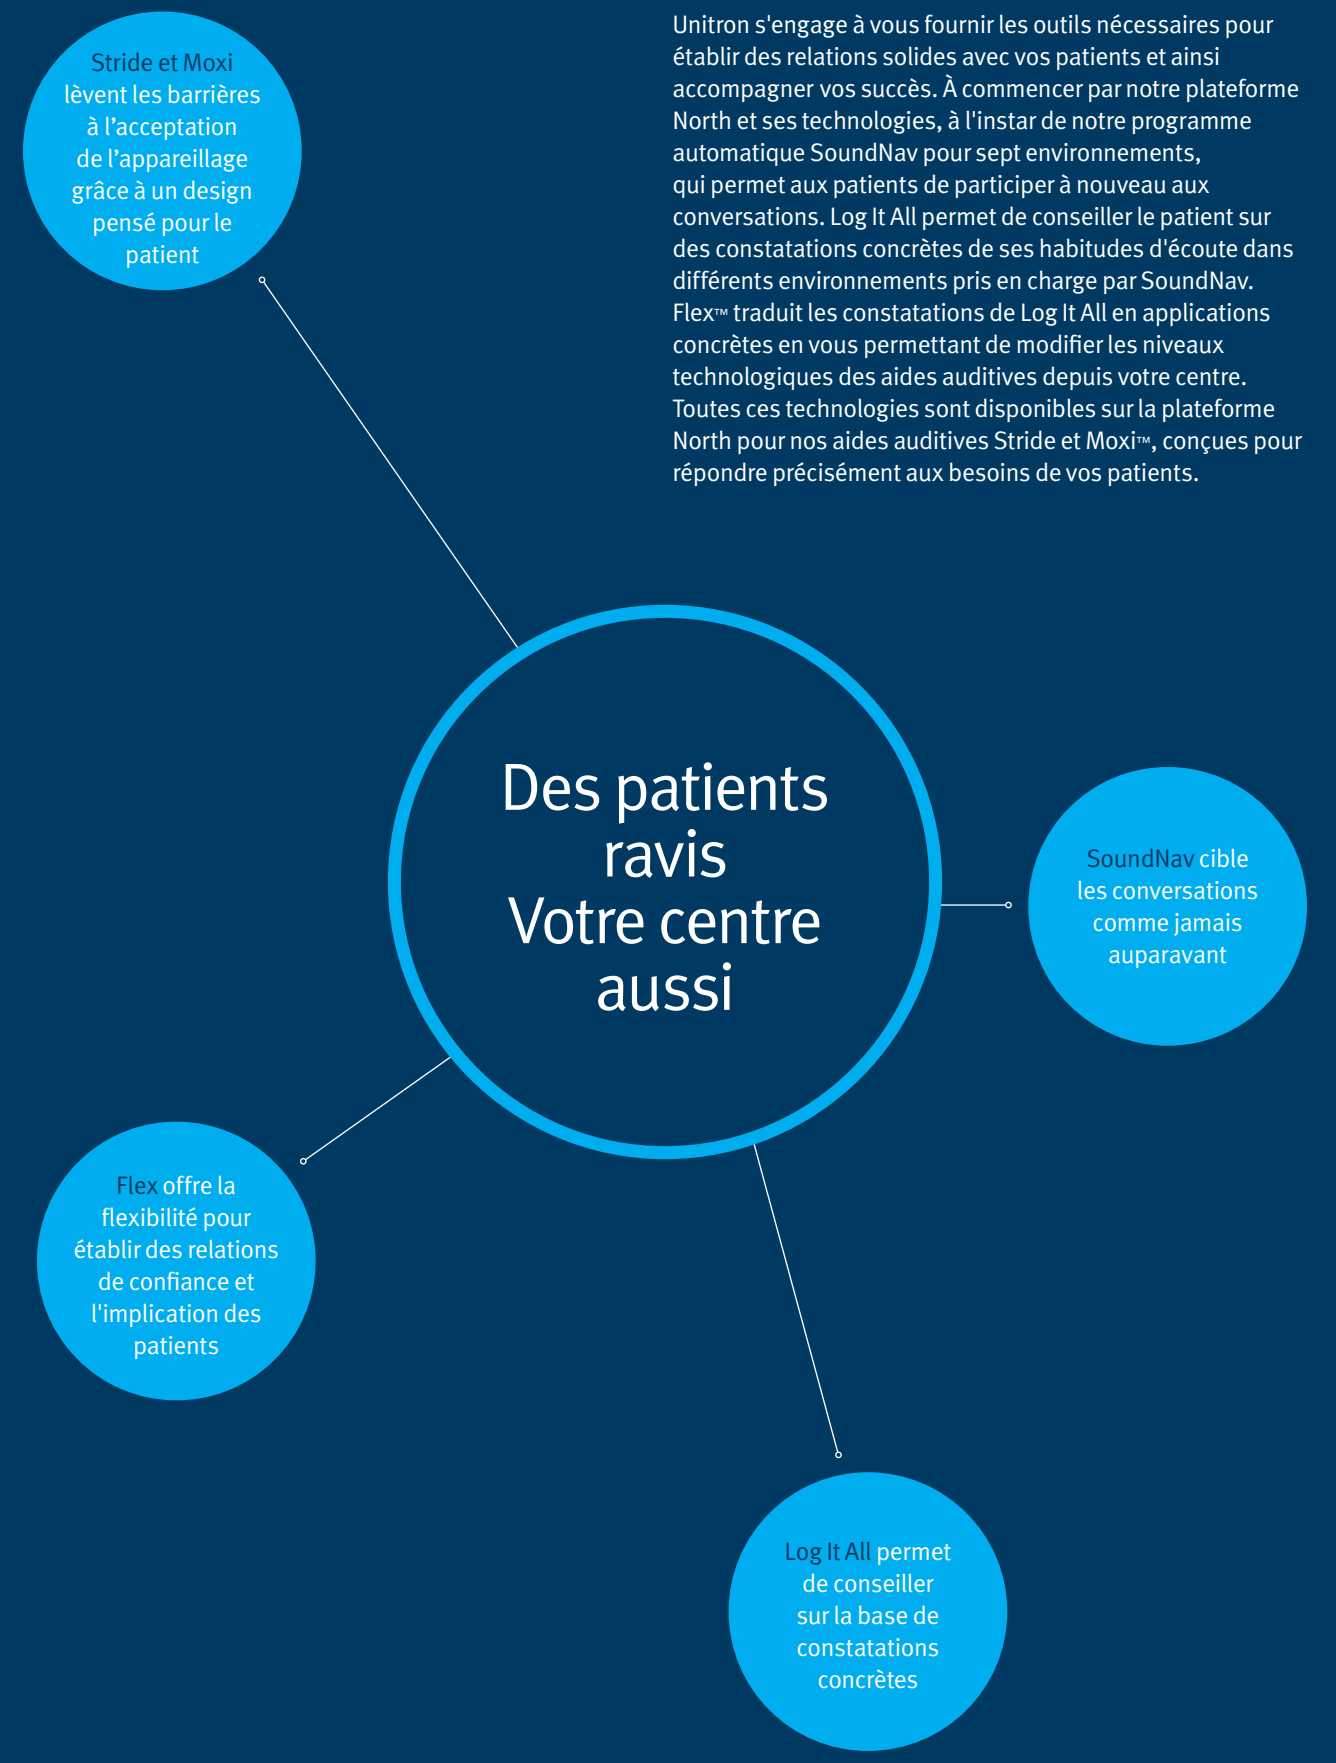 Stride et Moxi
lèvent les barrières
à l’acceptation
de l’appareillage
grâce à un design
pensé pour le
patient
Unitron s'engage à vous fournir les outils nécessaires pour
établir des relations solides avec vos patients et ainsi
accompagner vos succès. À commencer par notre plateforme
North et ses technologies, à l'instar de notre programme
automatique SoundNav pour sept environnements,
qui permet aux patients de participer à nouveau aux
conversations. Log It All permet de conseiller le patient sur
des constatations concrètes de ses habitudes d'écoute dans
différents environnements pris en charge par SoundNav.
Flex™ traduit les constatations de Log It All en applications
concrètes en vous permettant de modifier les niveaux
technologiques des aides auditives depuis votre centre.
Toutes ces technologies sont disponibles sur la plateforme
North pour nos aides auditives Stride et Moxi™, conçues pour
répondre précisément aux besoins de vos patients.
Des patients
ravis
Votre centre
aussi
SoundNav cible
les conversations
comme jamais
auparavant
Flex offre la
flexibilité pour
établir des relations
de confiance et
l'implication des
patients
Log It All permet
de conseiller
sur la base de
constatations
concrètes